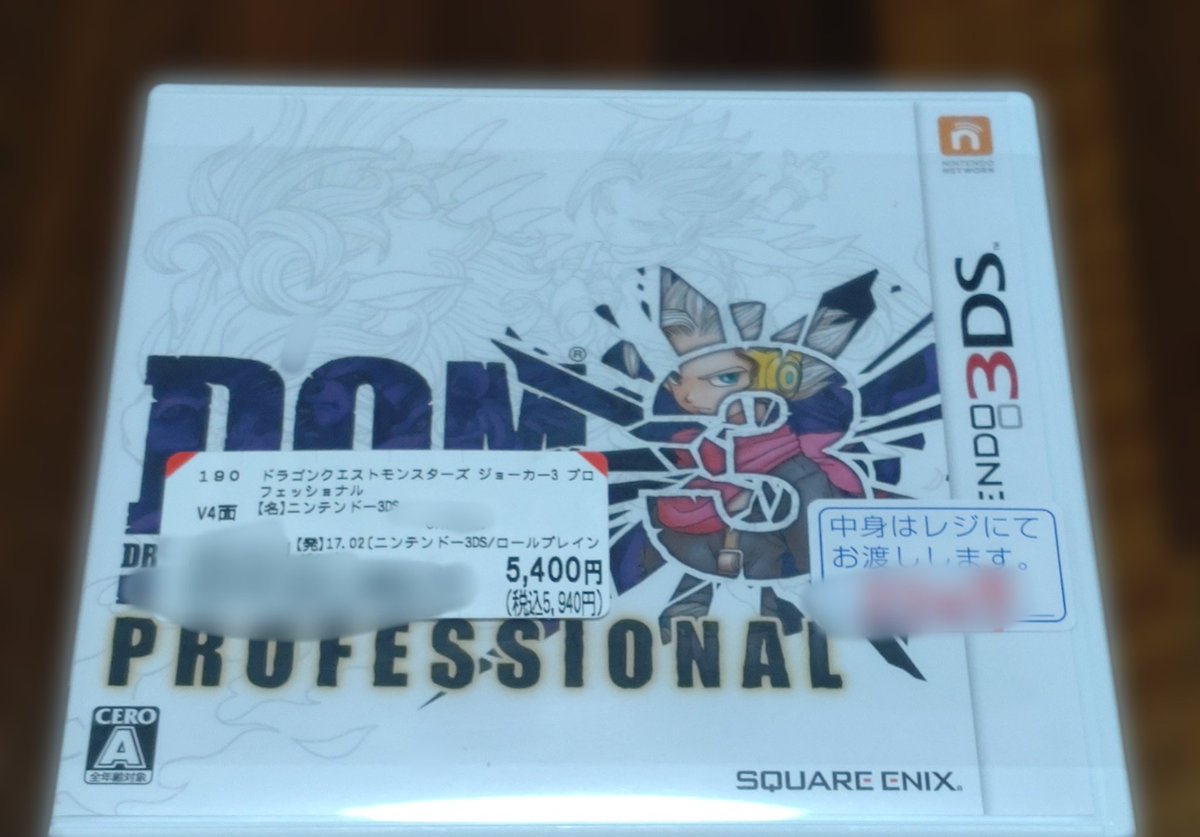 NINTENDO
NETWORK
3DS™
DQM®
3
190 ドラゴンクエストモンスターズ ジョーカー3 プロ
フェッショナル
V4面 【名】ニンテンドー3DS
【発】17.02〔ニンテンドー3DS/ロールプレイン
5,400円
(税込5,940円)
DR
中身はレジにて
お渡しします。
PROFESSIONAL
CERO
A
全年齢対象
SQUARE ENIX®